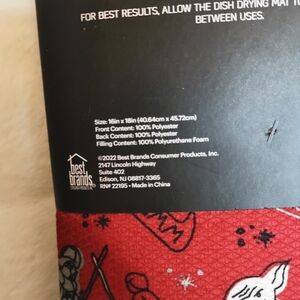 FOR BEST RESULTS, ALLOW THE DISH DRYING MAT T
BETWEEN USES.
Size: 16in x 18in (40.64cm x 45.72cm)
Front Content: 100% Polyester
Back Content: 100% Polyester
Filling Content: 100% Polyurethane Foam
©2022 Best Brands Consumer Products, Inc.
2147 Lincoln Highway
Suite 402
Edison, NJ 08817-3365
RN# 22195 • Made in China
best
brands